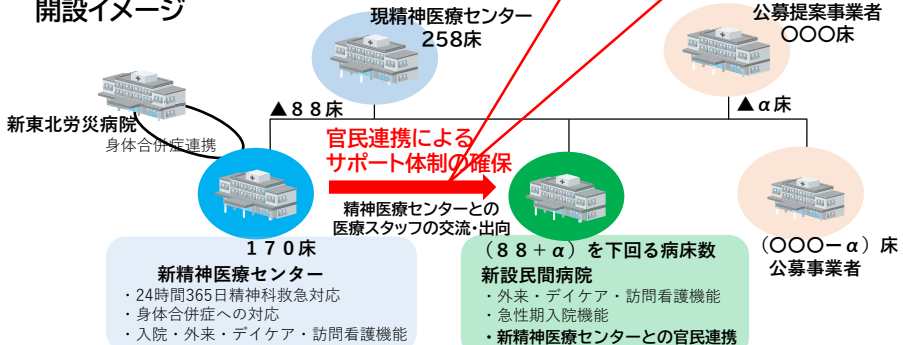 開設イメージ
現精神医療センター
258床
公募提案事業者
〇〇〇床
新東北労災病院
身体合併症連携
▲８８床
▲α床
官民連携による
サポート体制の確保
精神医療センターとの
医療スタッフの交流・出向
１７０床
新精神医療センター
・24時間365日精神科救急対応
・身体合併症への対応
・入院・外来・デイケア・訪問看護機能
（８８＋α）を下回る病床数
新設民間病院
・外来・デイケア・訪問看護機能
・急性期入院機能
・新精神医療センターとの官民連携
（〇〇〇－α）床
公募事業者